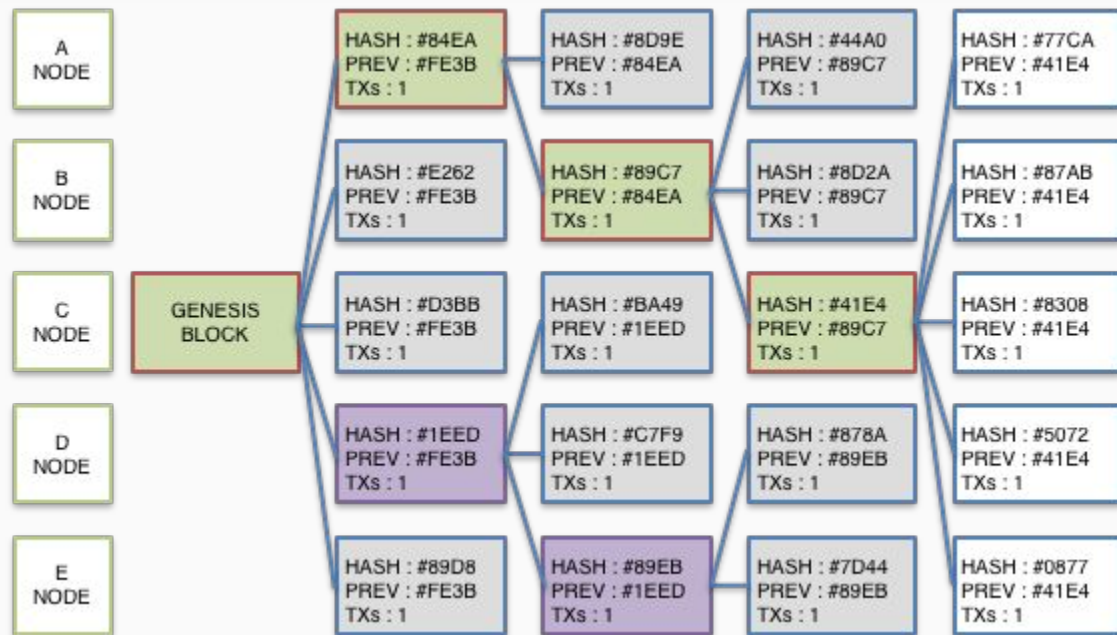 A
NODE
HASH : #84EA
PREV : #FE3B
TXs : 1
HASH : #8D9E
PREV : #84EA
TXs : 1
HASH : #44A0
PREV : #89C7
TXs : 1
HASH : #77CA
PREV : #41E4
TXs : 1
B
NODE
HASH : #E262
PREV : #FE3B
TXs : 1
HASH : #89C7
PREV : #84EA
TXs : 1
HASH : #8D2A
PREV : #89C7
TXs : 1
HASH : #87AB
PREV : #41E4
TXs : 1
C
NODE
GENESIS
BLOCK
HASH : #D3BB
PREV : #FE3B
TXs : 1
HASH : #BA49
PREV : #1EED
TXs : 1
HASH : #41E4
PREV : #89C7
TXs : 1
HASH : #8308
PREV : #41E4
TXs : 1
D
NODE
HASH : #1EED
PREV : #FE3B
TXs : 1
HASH : #C7F9
PREV : #1EED
TXs : 1
HASH : #878A
PREV : #89EB
TXs : 1
HASH : #5072
PREV : #41E4
TXs : 1
E
NODE
HASH : #89D8
PREV : #FE3B
TXs : 1
HASH : #89EB
PREV : #1EED
TXs : 1
HASH : #7D44
PREV : #89EB
TXs : 1
HASH : #0877
PREV : #41E4
TXs : 1